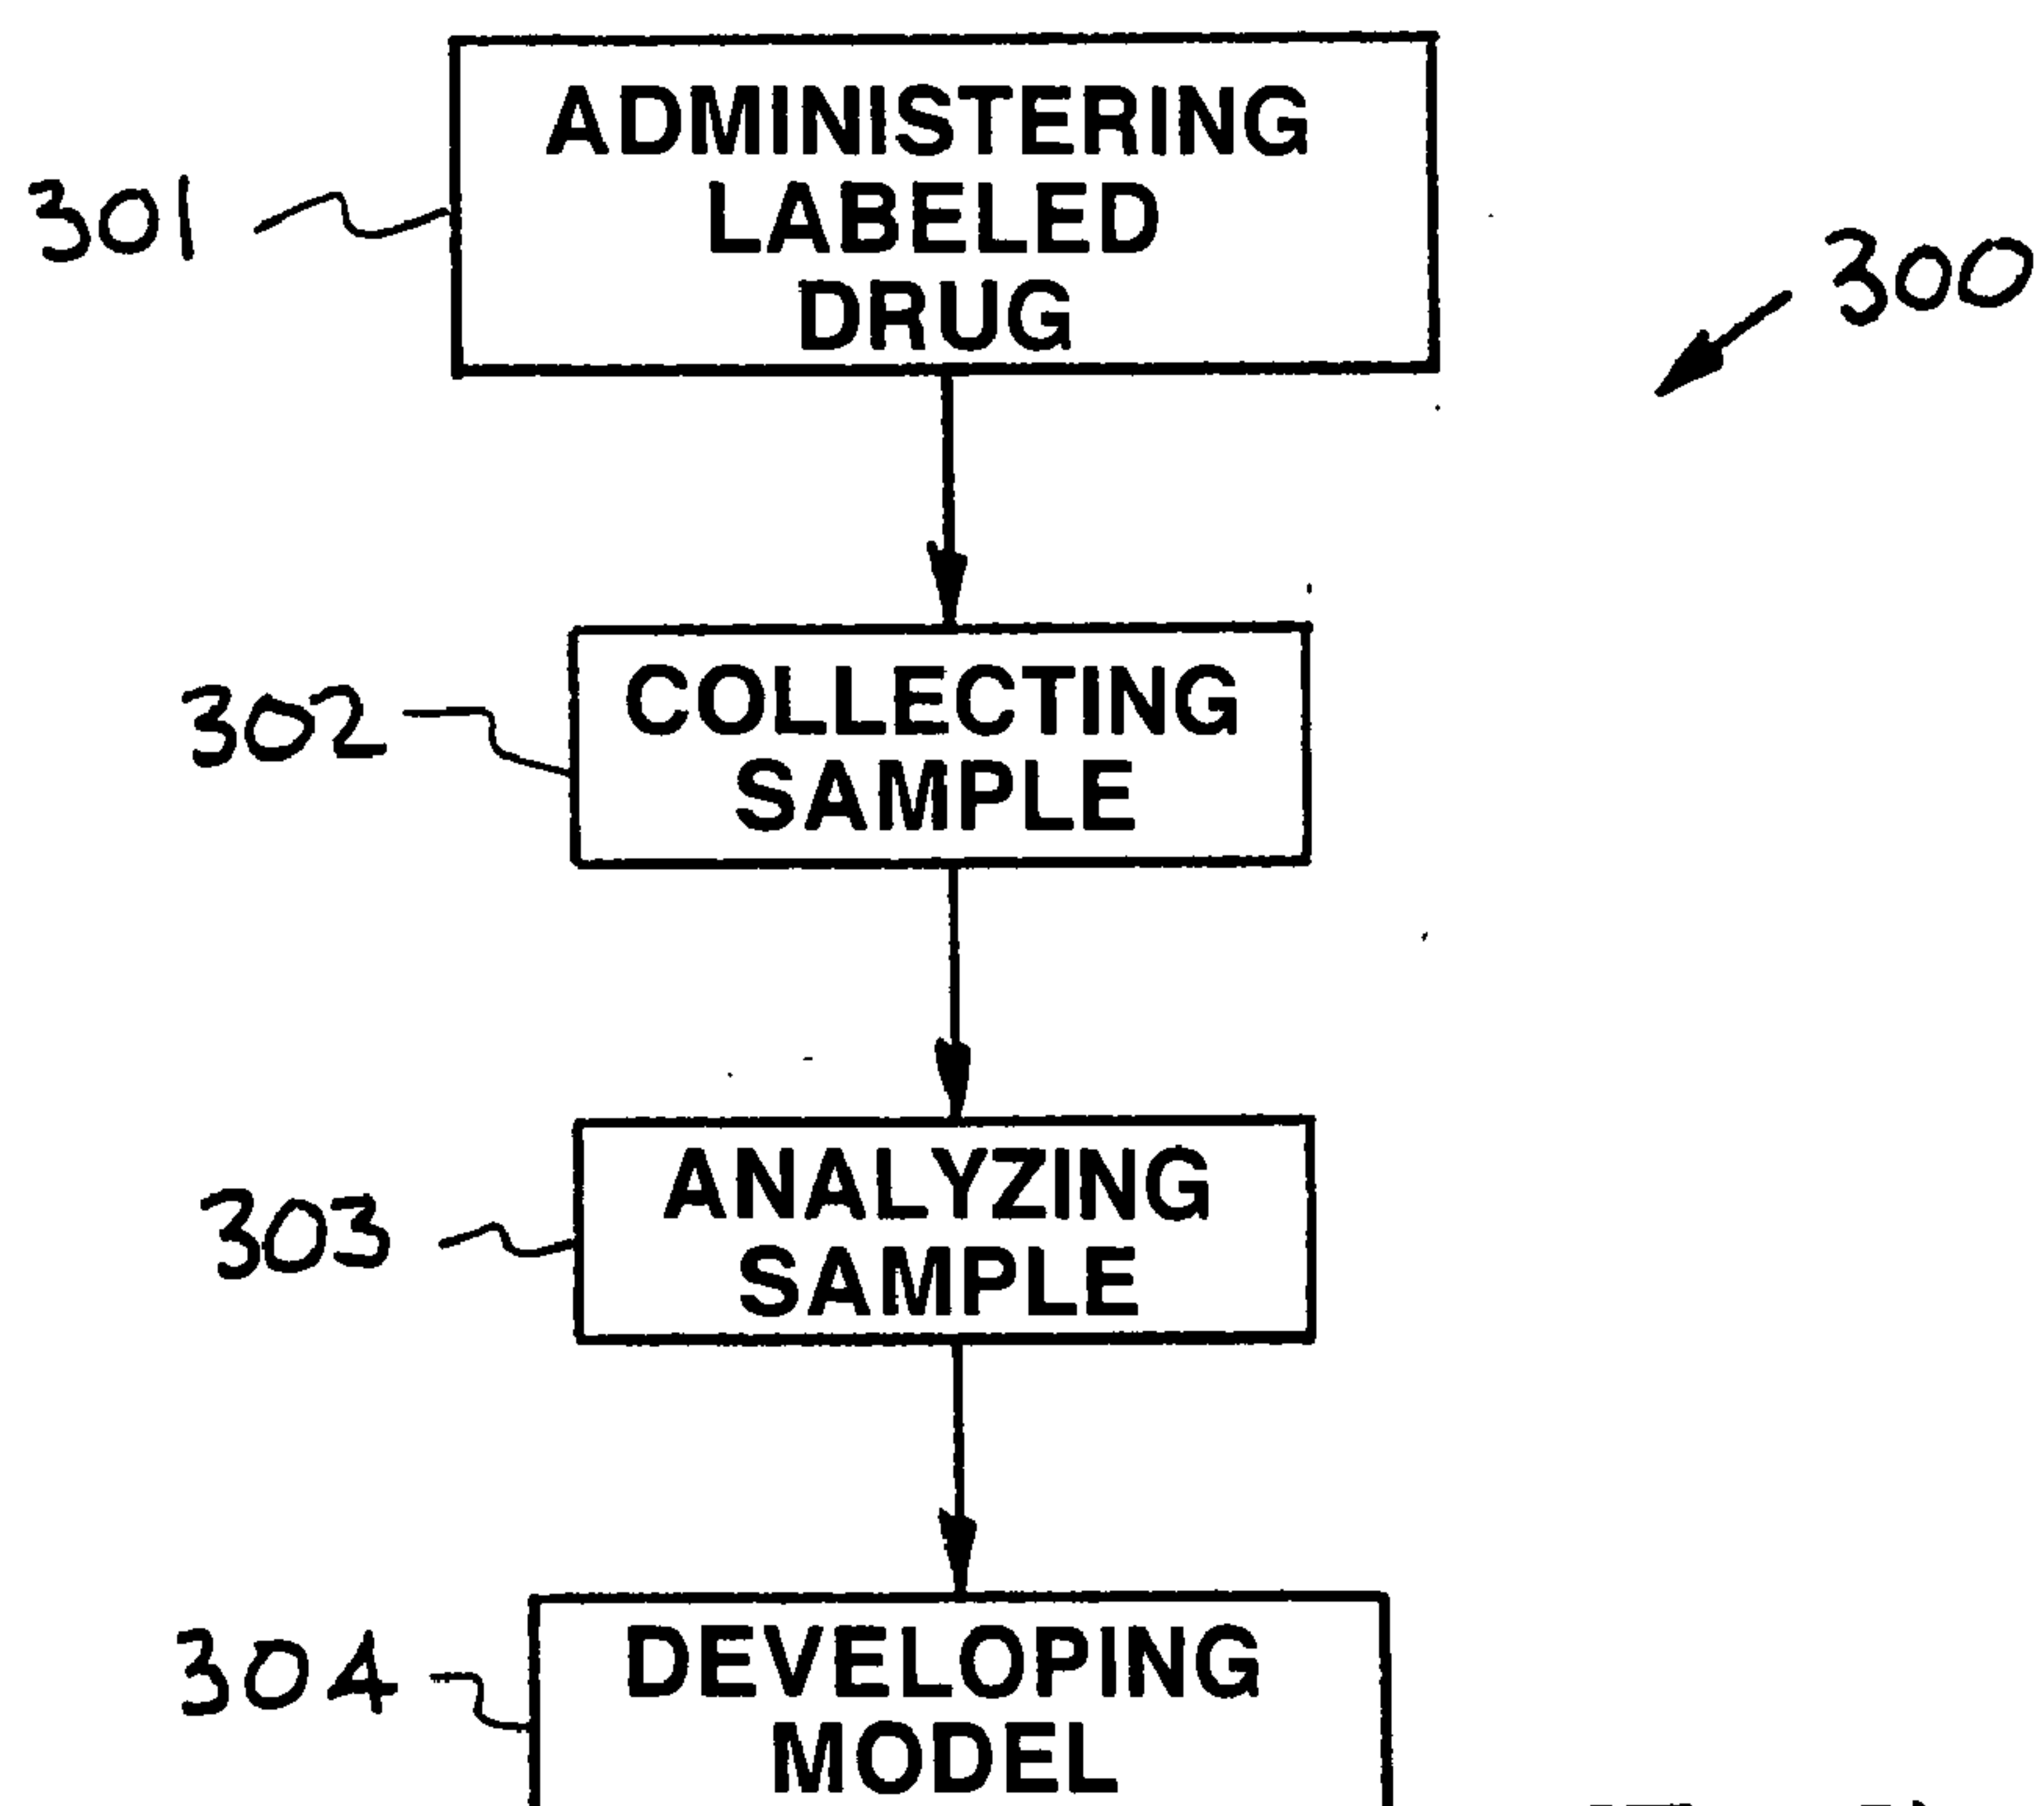 ADMINISTERING
LABELED
DRUG
301
300
COLLECTING
SAMPLE
302
ANALYZING
SAMPLE
303
DEVELOPING
MODEL
304